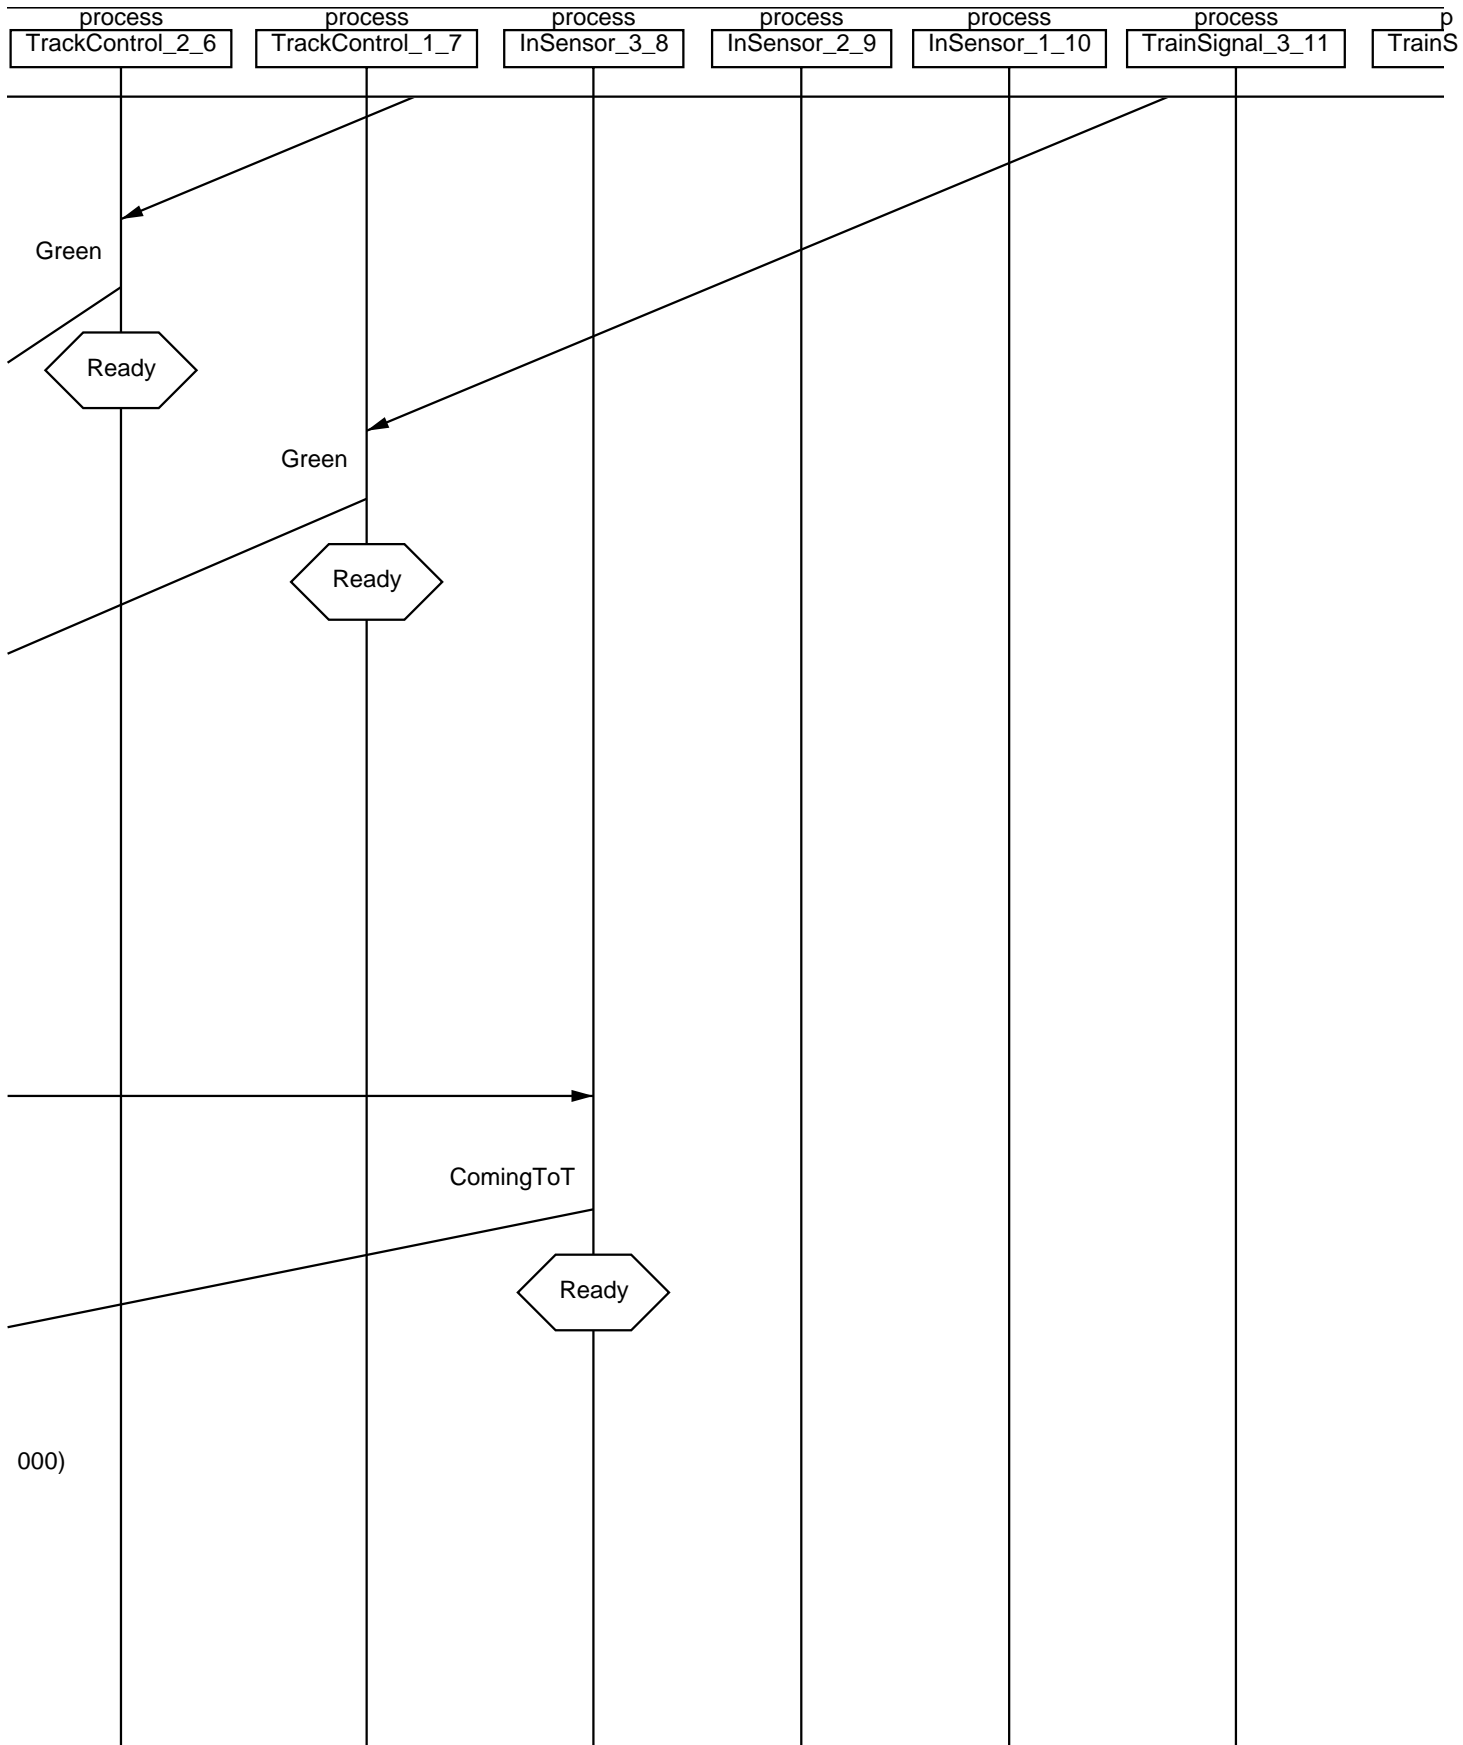 process process process process process process p
TrackControl_2_6 TrackControl_1_7 InSensor_3_8 InSensor_2_9 InSensor_1_10 TrainSignal_3_11 TrainS
Green
Ready
Green
Ready
ComingToT
Ready
000)